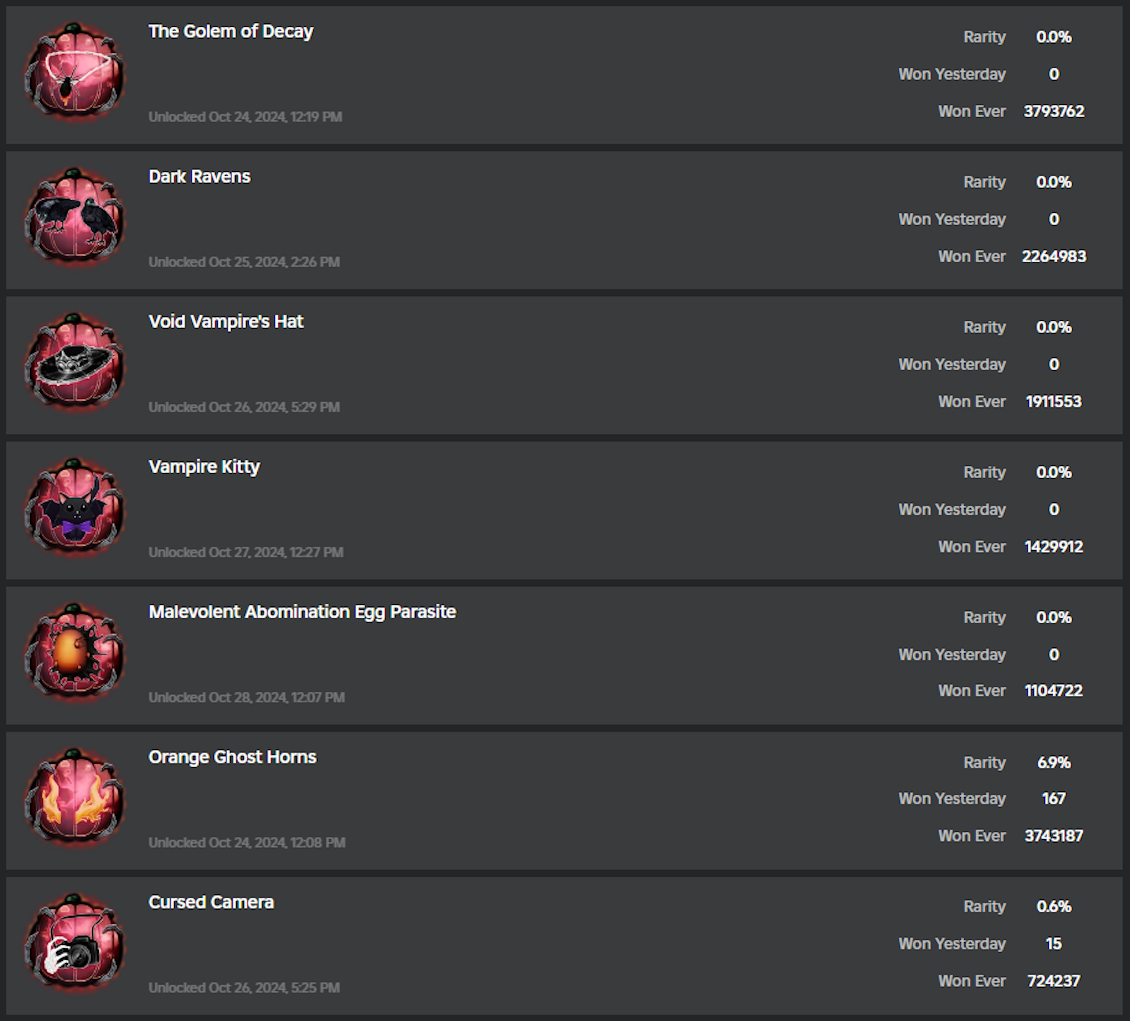 The Golem of Decay
Rarity 0.0%
Won Yesterday 0
Won Ever 3793762
Unlocked Oct 24, 2024, 12:19 PM
Dark Ravens
Rarity 0.0%
Won Yesterday 0
Won Ever 2264983
Unlocked Oct 25, 2024, 2:26 PM
Void Vampire's Hat
Rarity 0.0%
Won Yesterday 0
Won Ever 1911553
Unlocked Oct 26, 2024, 5:29 PM
Vampire Kitty
Rarity 0.0%
Won Yesterday 0
Won Ever 1429912
Unlocked Oct 27, 2024, 12:27 PM
Malevolent Abomination Egg Parasite
Rarity 0.0%
Won Yesterday 0
Won Ever 1104722
Unlocked Oct 28, 2024, 12:07 PM
Orange Ghost Horns
Rarity 6.9%
Won Yesterday 167
Won Ever 3743187
Unlocked Oct 24, 2024, 12:08 PM
Cursed Camera
Rarity 0.6%
Won Yesterday 15
Won Ever 724237
Unlocked Oct 26, 2024, 5:25 PM